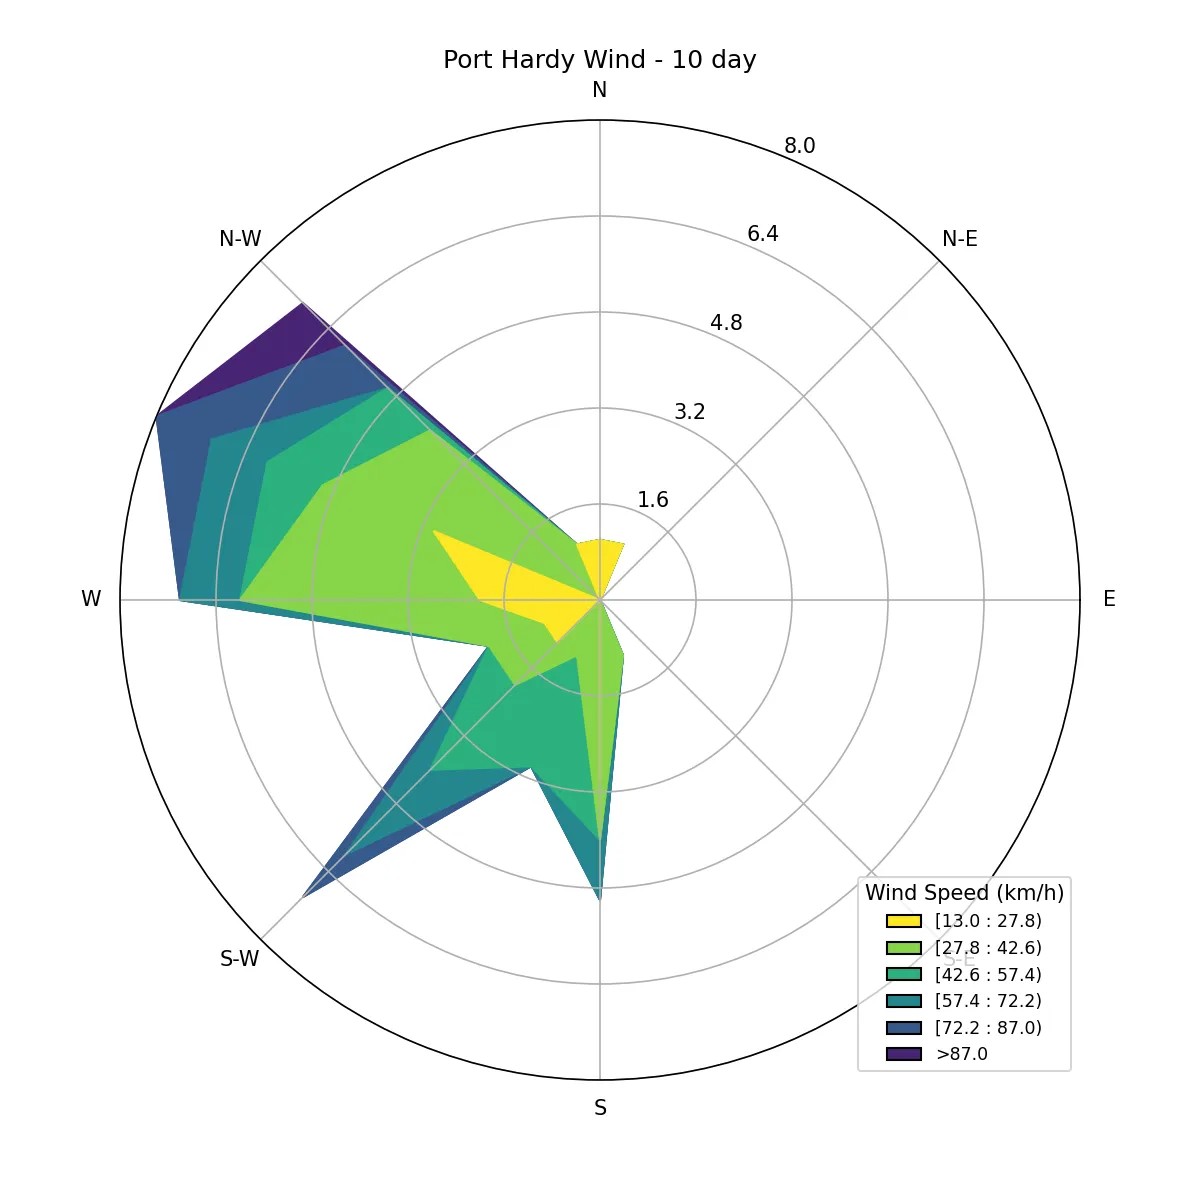 Port Hardy Wind - 10 day
N
8.0
N-W
N-E
6.4
4.8
3.2
1.6
W
E
S-W
S-E
S
Wind Speed (km/h)
[13.0 : 27.8)
[27.8 : 42.6)
[42.6 : 57.4)
[57.4 : 72.2)
[72.2 : 87.0)
>87.0